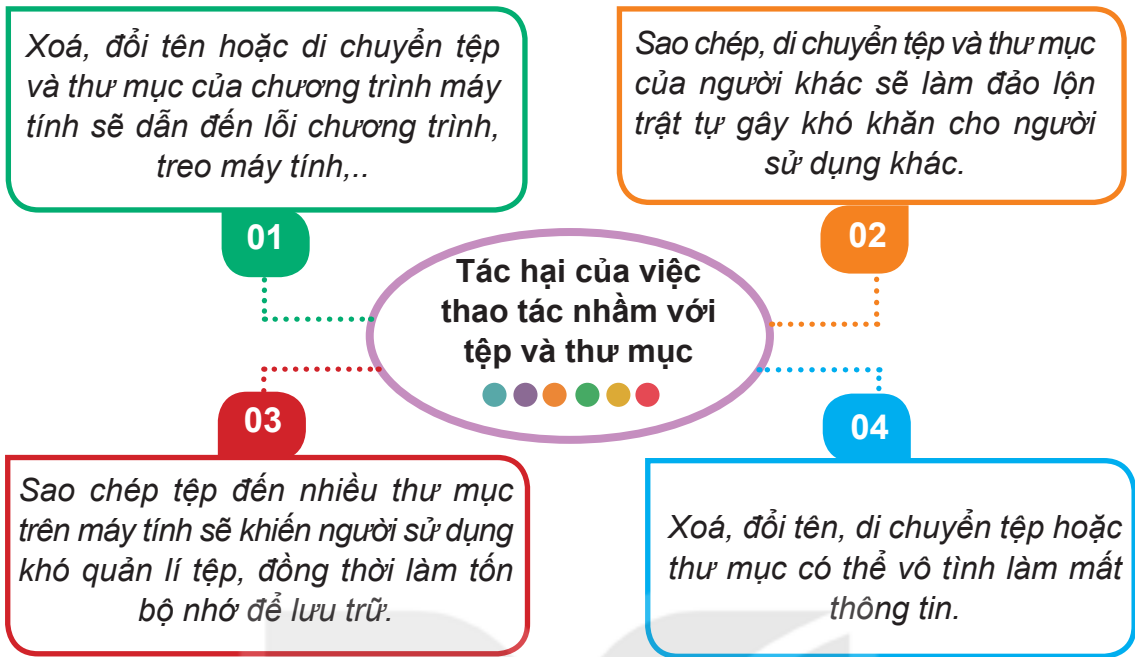 Xoá, đổi tên hoặc di chuyển tệp
và thư mục của chương trình máy
tính sẽ dẫn đến lỗi chương trình,
treo máy tính,..
01
Sao chép, di chuyển tệp và thư mục
của người khác sẽ làm đảo lộn
trật tự gây khó khăn cho người
sử dụng khác.
02
Tác hại của việc
thao tác nhầm với
tệp và thư mục
03
Sao chép tệp đến nhiều thư mục
trên máy tính sẽ khiến người sử dụng
khó quản lí tệp, đồng thời làm tốn
bộ nhớ để lưu trữ.
04
Xoá, đổi tên, di chuyển tệp hoặc
thư mục có thể vô tình làm mất
thông tin.